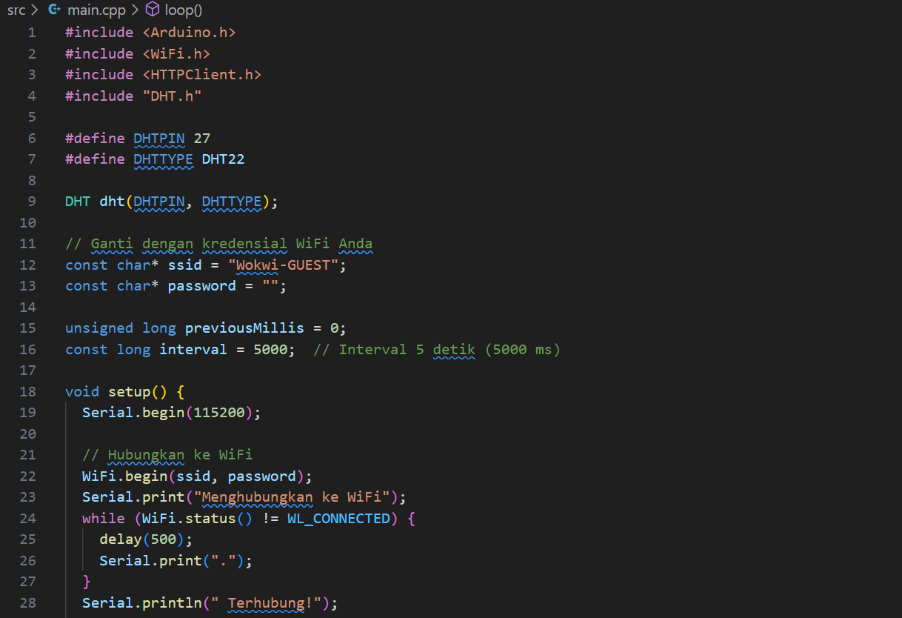 src > main.cpp > loop()
1 #include <Arduino.h>
2 #include <WiFi.h>
3 #include <HTTPClient.h>
4 #include "DHT.h"
5
6 #define DHTPIN 27
7 #define DHTTYPE DHT22
8
9 DHT dht(DHTPIN, DHTTYPE);
10
11 // Ganti dengan kredensial WiFi Anda
12 const char* ssid = "Wokwi-GUEST";
13 const char* password = "";
14
15 unsigned long previousMillis = 0;
16 const long interval = 5000;  // Interval 5 detik (5000 ms)
17
18 void setup() {
19   Serial.begin(115200);
20
21   // Hubungkan ke WiFi
22   WiFi.begin(ssid, password);
23   Serial.print("Menghubungkan ke WiFi");
24   while (WiFi.status() != WL_CONNECTED) {
25     delay(500);
26     Serial.print(".");
27   }
28   Serial.println(" Terhubung!");